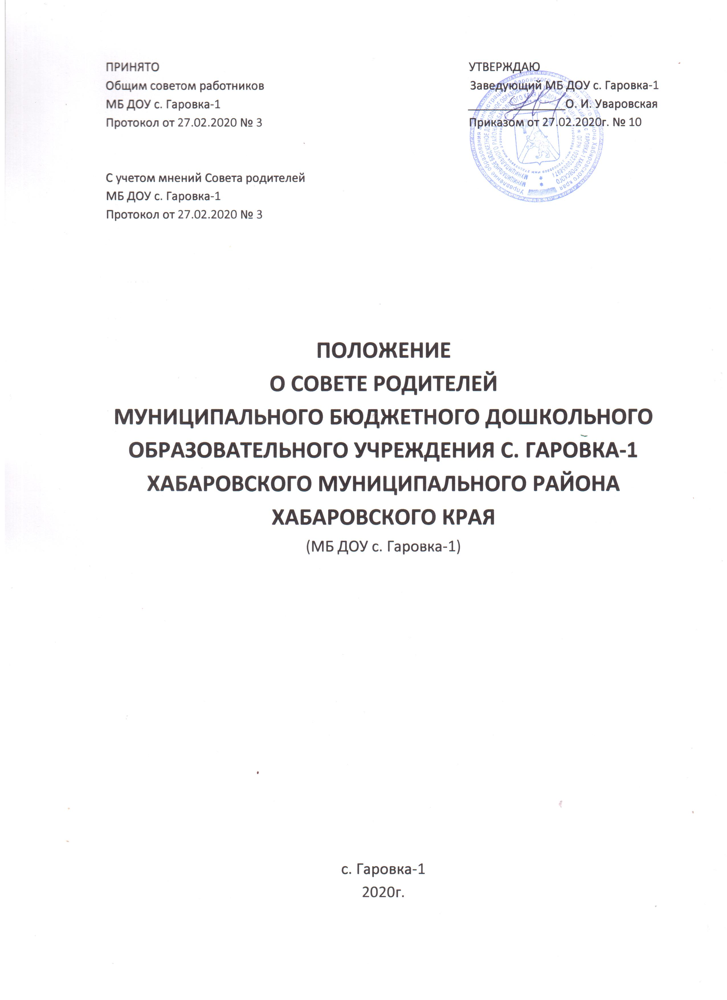 ПРИНЯТО
Общим советом работников
МБ ДОУ с. Гаровка-1
Протокол от 27.02.2020 № 3
С учетом мнений Совета родителей
МБ ДОУ с. Гаровка-1
Протокол от 27.02.2020 № 3
УТВЕРЖДАЮ
Заведующий МБ ДОУ с. Гаровка-1
О. И. Уваровская
Приказом от 27.02.2020г. № 10
ПОЛОЖЕНИЕ
О СОВЕТЕ РОДИТЕЛЕЙ
МУНИЦИПАЛЬНОГО БЮДЖЕТНОГО ДОШКОЛЬНОГО
ОБРАЗОВАТЕЛЬНОГО УЧРЕЖДЕНИЯ С. ГАРОВКА-1
ХАБАРОВСКОГО МУНИЦИПАЛЬНОГО РАЙОНА
ХАБАРОВСКОГО КРАЯ
(МБ ДОУ с. Гаровка-1)
с. Гаровка-1
2020г.